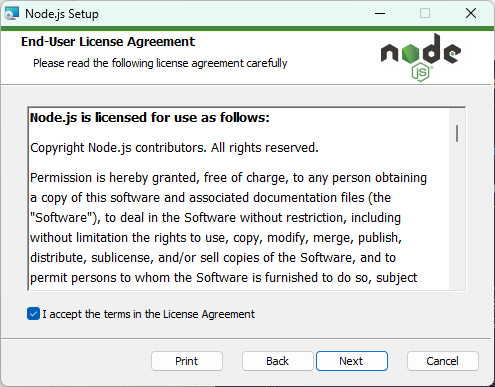 Node.js Setup
End-User License Agreement
Please read the following license agreement carefully
node
JS
Node.js is licensed for use as follows:
Copyright Node.js contributors. All rights reserved.
Permission is hereby granted, free of charge, to any person obtaining
a copy of this software and associated documentation files (the
"Software"), to deal in the Software without restriction, including
without limitation the rights to use, copy, modify, merge, publish,
distribute, sublicense, and/or sell copies of the Software, and to
permit persons to whom the Software is furnished to do so, subject
I accept the terms in the License Agreement
Print
Back
Next
Cancel